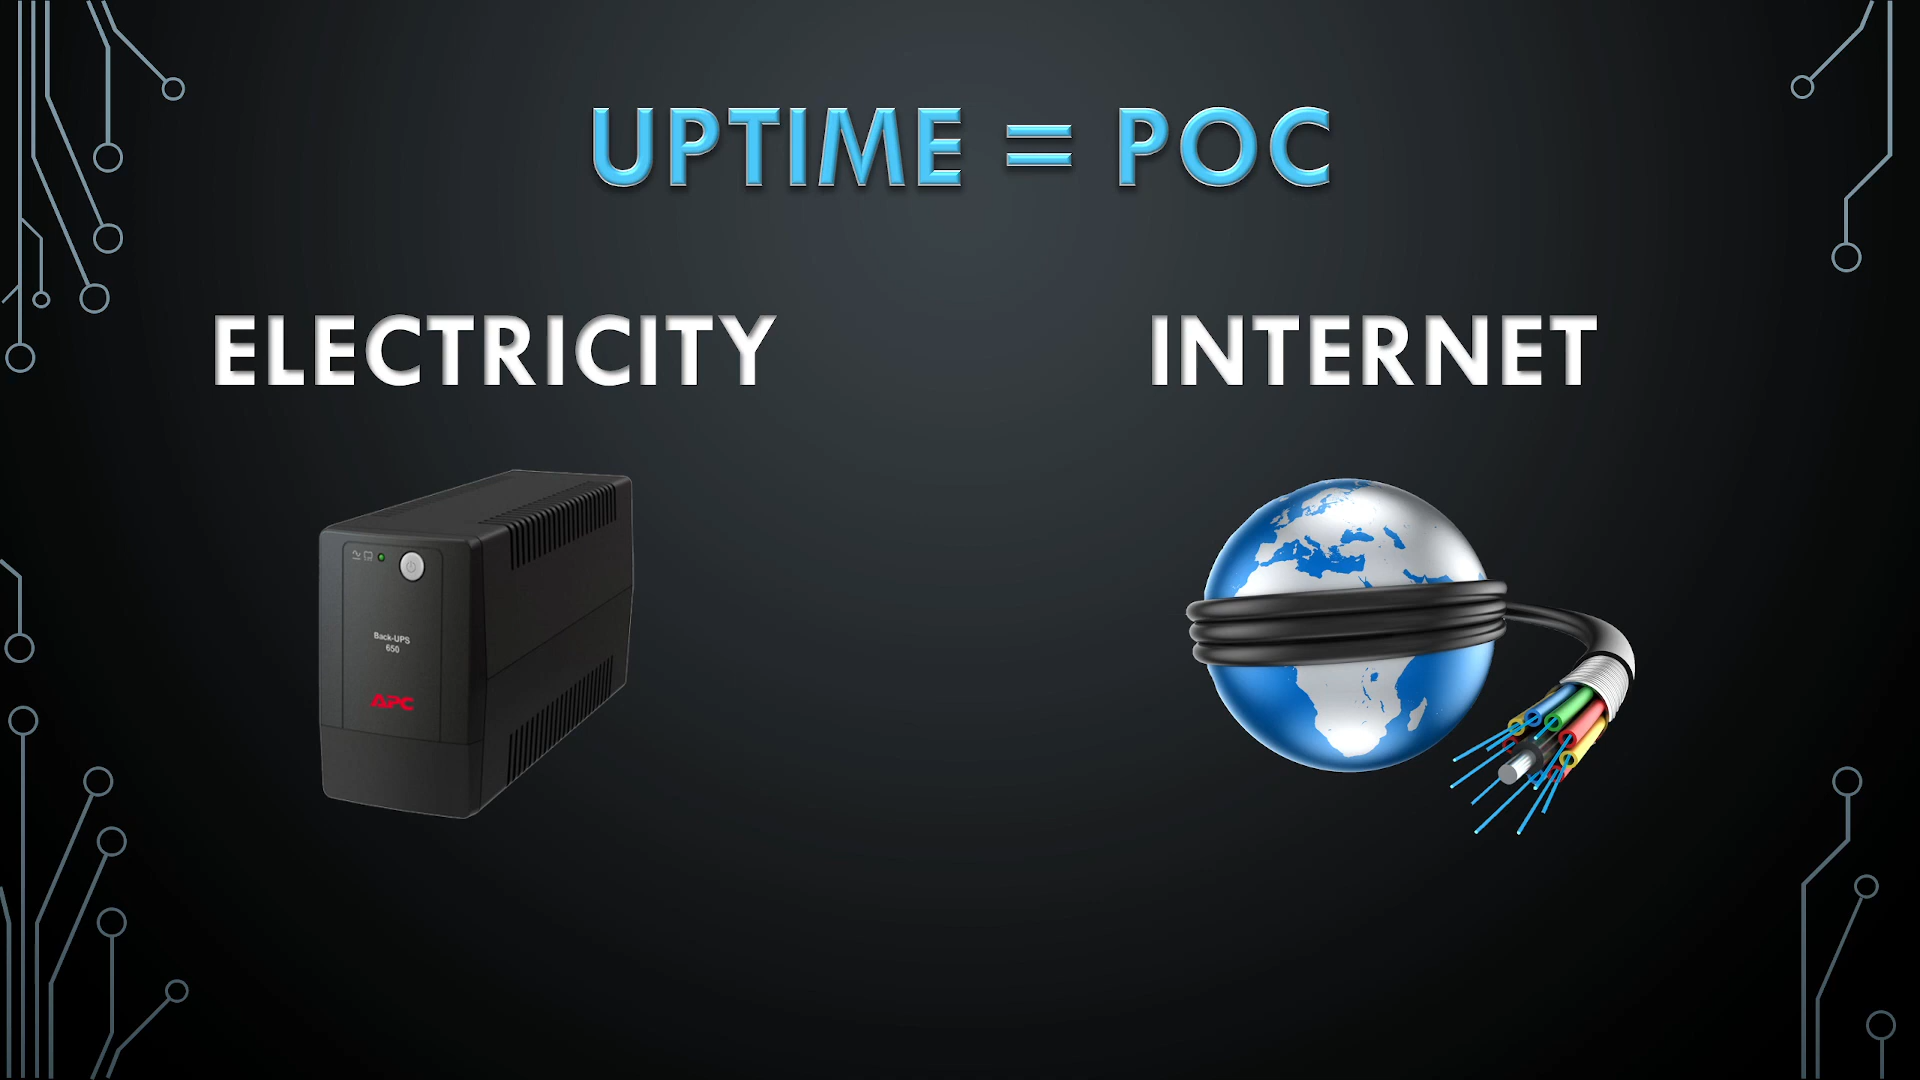 UPTIME = POC
ELECTRICITY
INTERNET
Back-UPS
650
APC